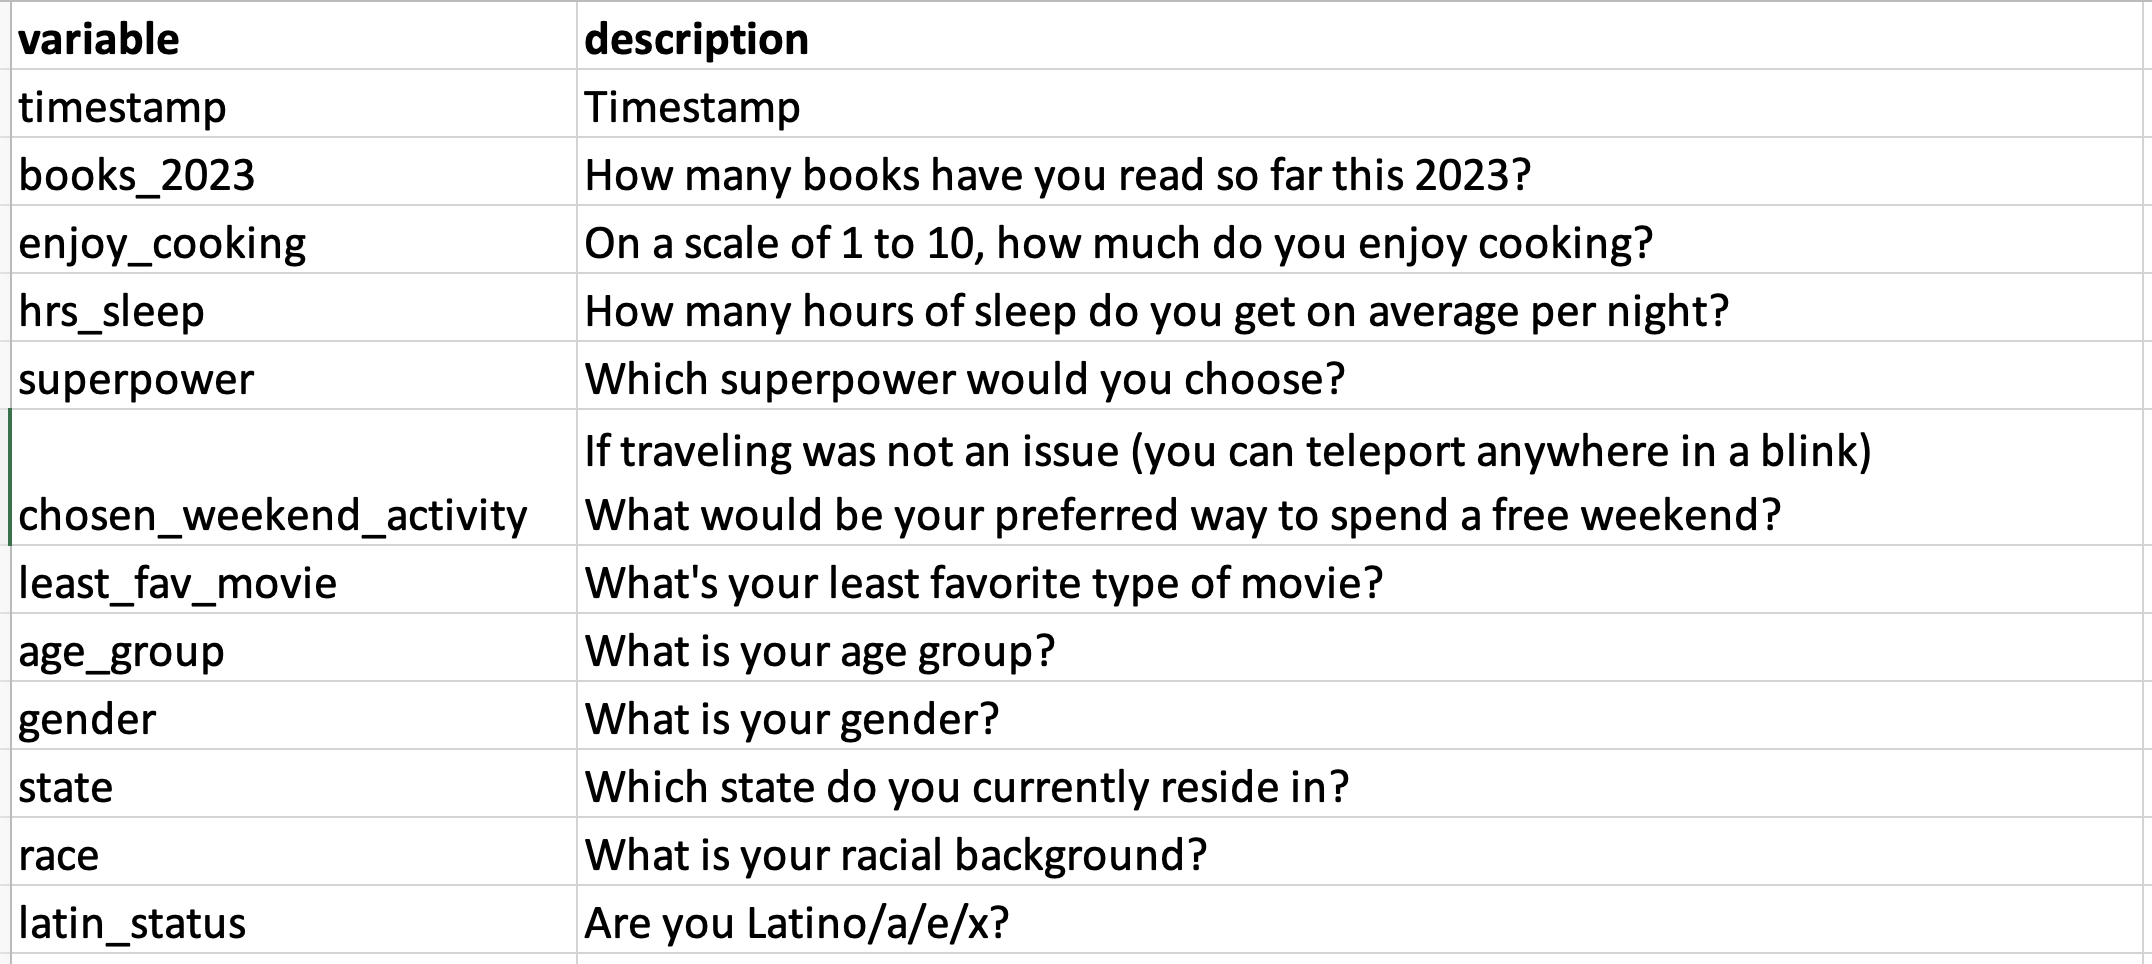 variable description
timestamp Timestamp
books_2023 How many books have you read so far this 2023?
enjoy_cooking On a scale of 1 to 10, how much do you enjoy cooking?
hrs_sleep How many hours of sleep do you get on average per night?
superpower Which superpower would you choose?
If traveling was not an issue (you can teleport anywhere in a blink)
chosen_weekend_activity What would be your preferred way to spend a free weekend?
least_fav_movie What's your least favorite type of movie?
age_group What is your age group?
gender What is your gender?
state Which state do you currently reside in?
race What is your racial background?
latin_status Are you Latino/a/e/x?